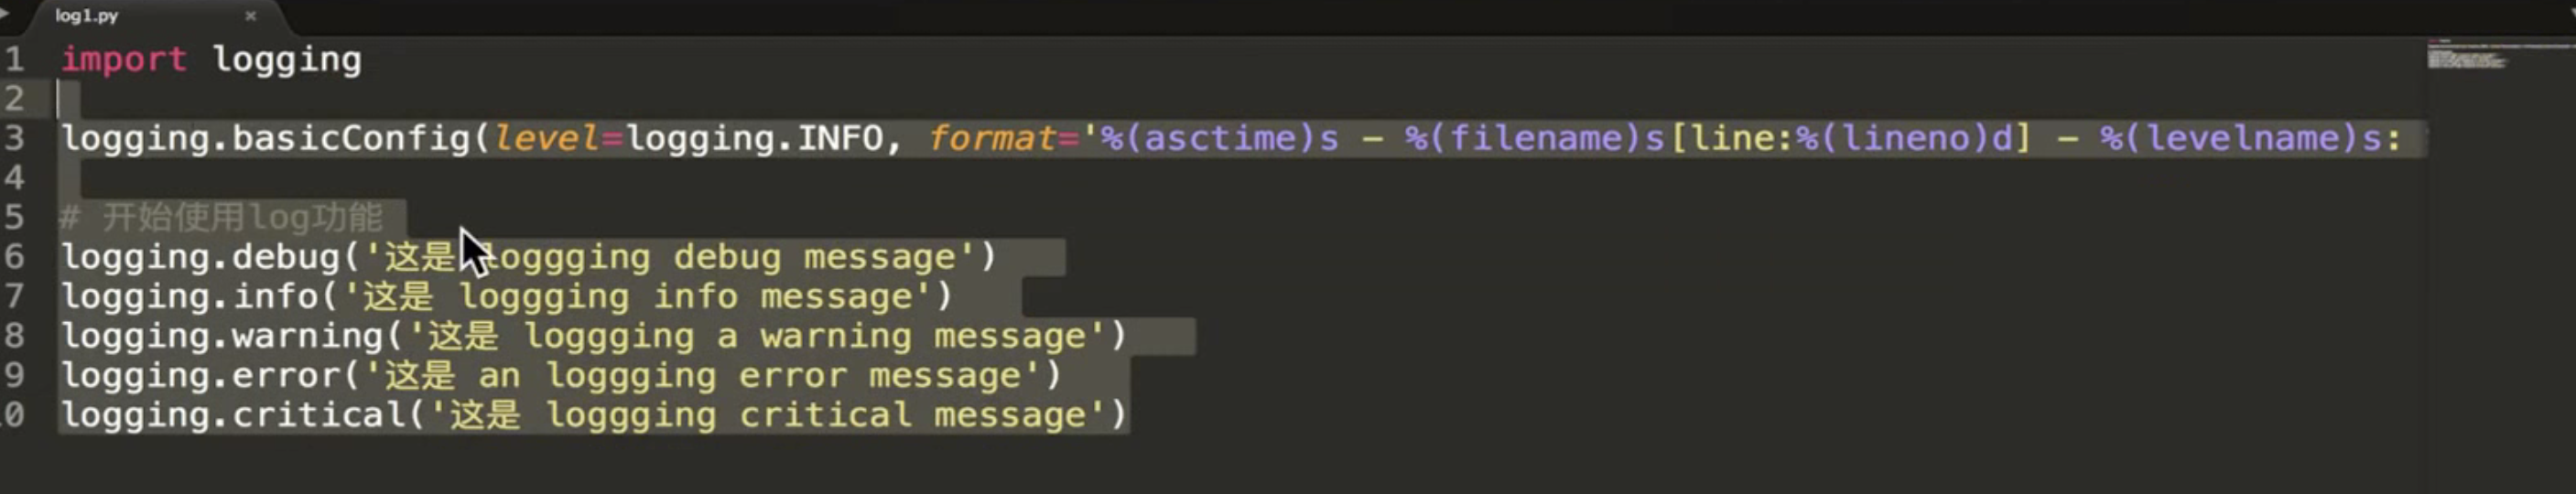 log1.py ×
1 import logging
2
3 logging.basicConfig(level=logging.INFO, format='%(asctime)s - %(filename)s[line:%(lineno)d] - %(levelname)s:
4
5 # 开始使用log功能
6 logging.debug('这是 loggging debug message')
7 logging.info('这是 loggging info message')
8 logging.warning('这是 loggging a warning message')
9 logging.error('这是 an loggging error message')
0 logging.critical('这是 loggging critical message')